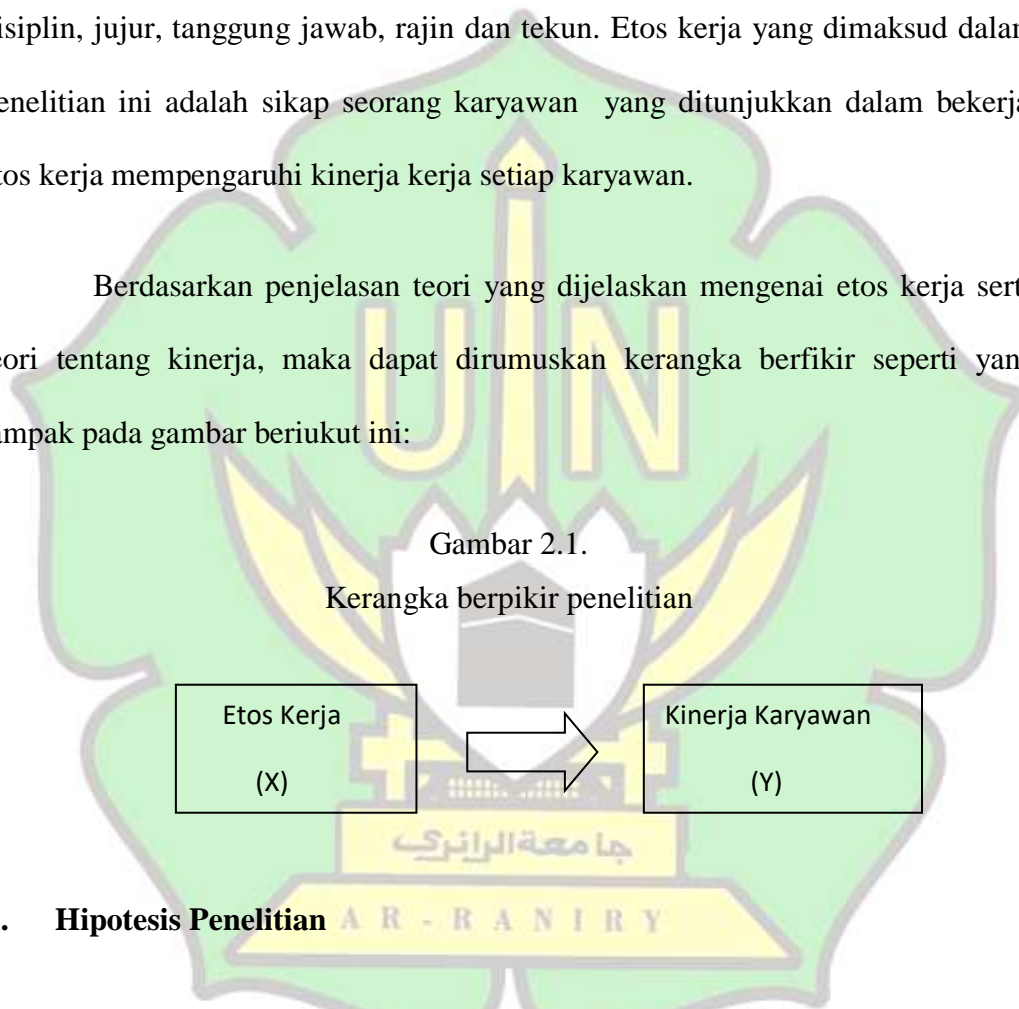 isiplin, jujur, tanggung jawab, rajin dan tekun. Etos kerja yang dimaksud dalam
enelitian ini adalah sikap seorang karyawan yang ditunjukkan dalam bekerja
tos kerja mempengaruhi kinerja kerja setiap karyawan.
Berdasarkan penjelasan teori yang dijelaskan mengenai etos kerja sert
eori tentang kinerja, maka dapat dirumuskan kerangka berfikir seperti yan
ampak pada gambar beriukut ini:
UIN
Gambar 2.1.
Kerangka berpikir penelitian
Etos Kerja Kinerja Karyawan
(X) (Y)
جامعة الرانري
. Hipotesis Penelitian
AR-RANIRY